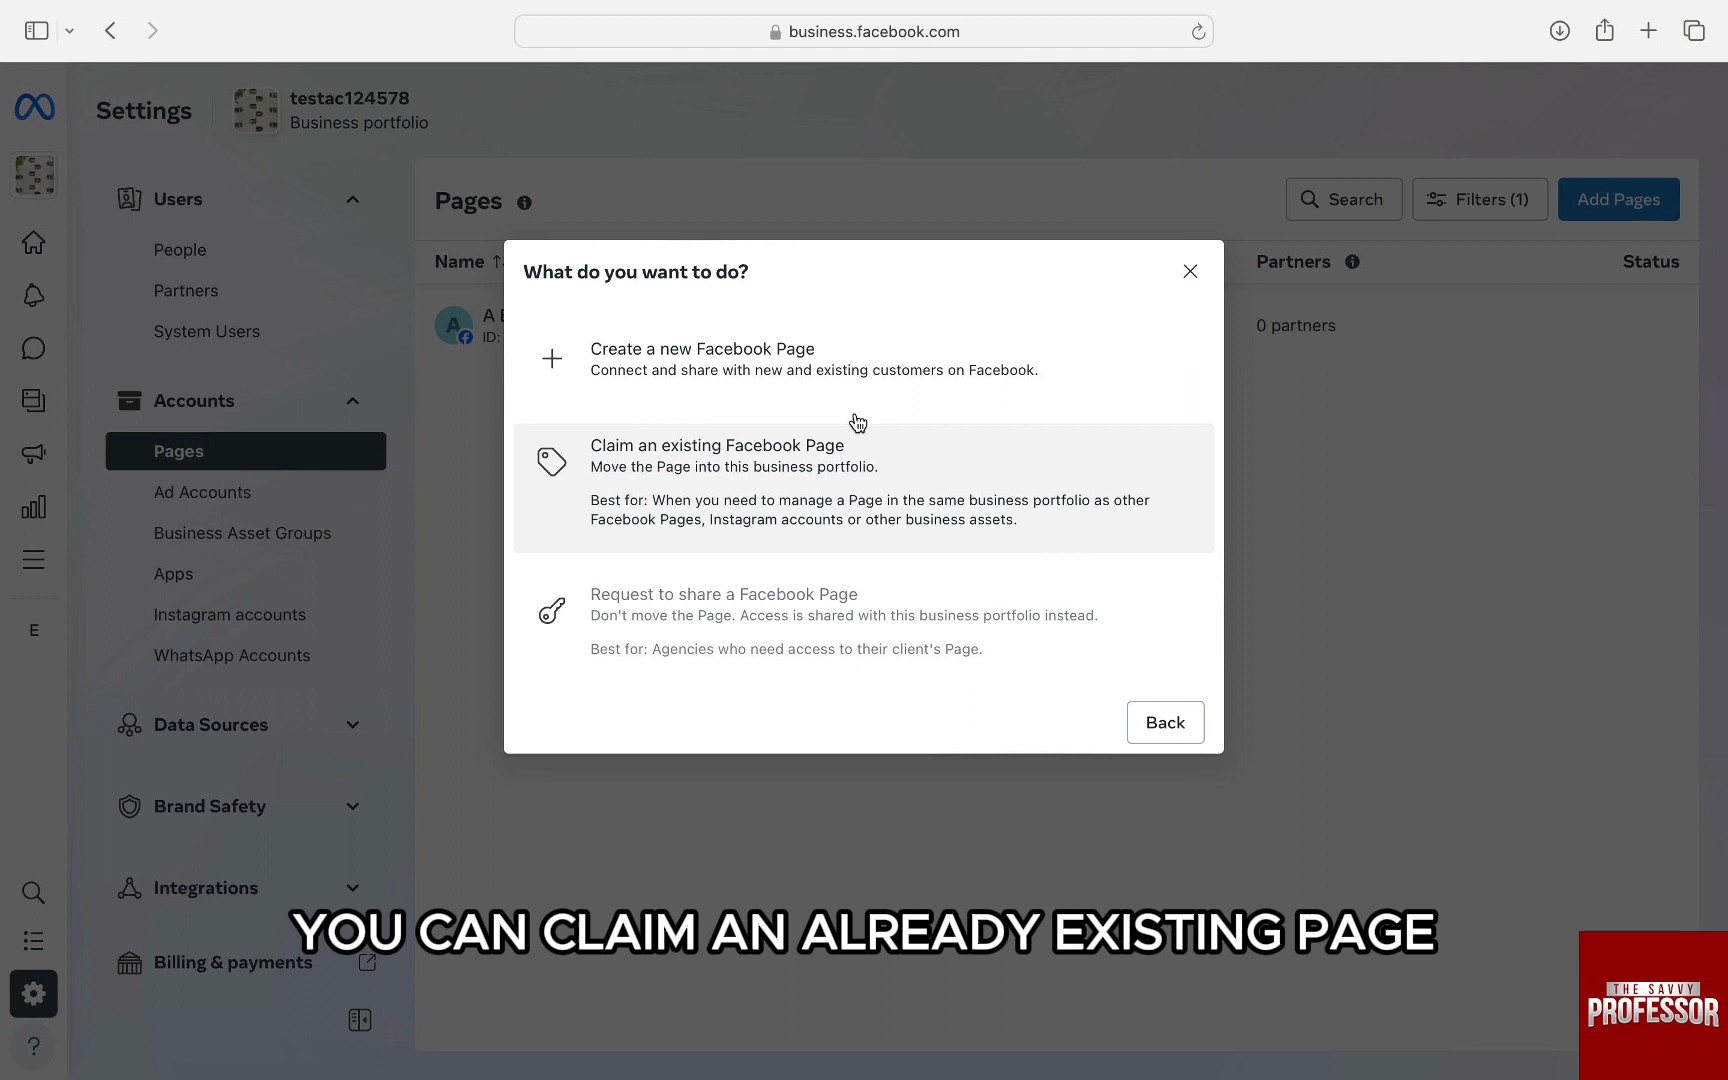 business.facebook.com
Settings
testac124578
Business portfolio
Users
People
Partners
System Users
Accounts
Pages
Ad Accounts
Business Asset Groups
Apps
Instagram accounts
WhatsApp Accounts
Data Sources
Brand Safety
Integrations
Billing & payments
E
?
Pages
Search
Filters (1)
Add Pages
Name
Partners
Status
A
A
ID:
0 partners
What do you want to do?
Create a new Facebook Page
Connect and share with new and existing customers on Facebook.
Claim an existing Facebook Page
Move the Page into this business portfolio.
Best for: When you need to manage a Page in the same business portfolio as other
Facebook Pages, Instagram accounts or other business assets.
Request to share a Facebook Page
Don't move the Page. Access is shared with this business portfolio instead.
Best for: Agencies who need access to their client's Page.
Back
YOU CAN CLAIM AN ALREADY EXISTING PAGE
THE SAVVY
PROFESSOR